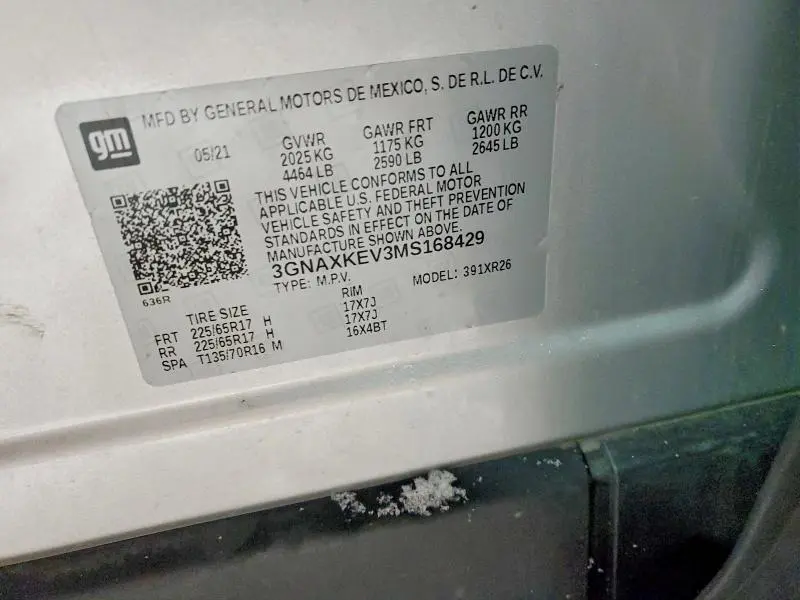 MFD BY GENERAL MOTORS DE MEXICO, S. DE R.L. DE C.V.
gm
05/21 GVWR GAWR FRT GAWR RR
2025 KG 1175 KG 1200 KG
4464 LB 2590 LB 2645 LB
THIS VEHICLE CONFORMS TO ALL
APPLICABLE U.S. FEDERAL MOTOR
VEHICLE SAFETY AND THEFT PREVENTION
STANDARDS IN EFFECT ON THE DATE OF
MANUFACTURE SHOWN ABOVE.
3GNAXKEV3MS168429
TYPE: M.P.V. MODEL: 391XR26
636R
TIRE SIZE RIM
FRT 225/65R17 H 17X7J
RR 225/65R17 H 17X7J
SPA T135/70R16 M 16X4BT